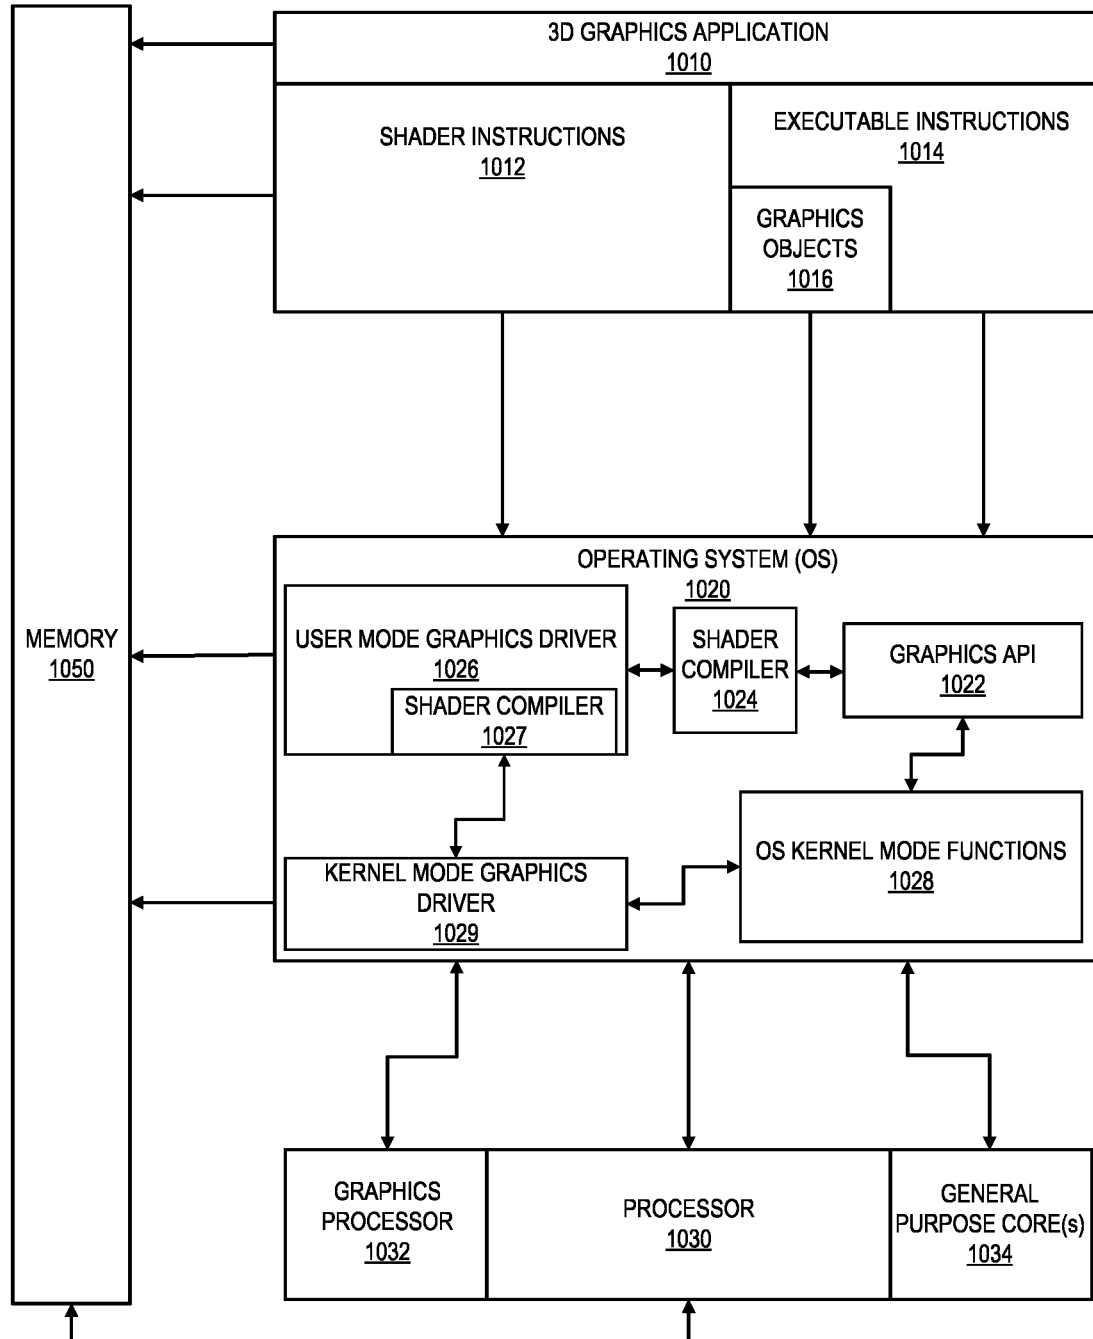 3D GRAPHICS APPLICATION
1010
SHADER INSTRUCTIONS
1012
EXECUTABLE INSTRUCTIONS
1014
GRAPHICS
OBJECTS
1016
MEMORY
1050
OPERATING SYSTEM (OS)
1020
USER MODE GRAPHICS DRIVER
1026
SHADER COMPILER
1027
SHADER
COMPILER
1024
GRAPHICS API
1022
KERNEL MODE GRAPHICS
DRIVER
1029
OS KERNEL MODE FUNCTIONS
1028
GRAPHICS
PROCESSOR
1032
PROCESSOR
1030
GENERAL
PURPOSE CORE(s)
1034